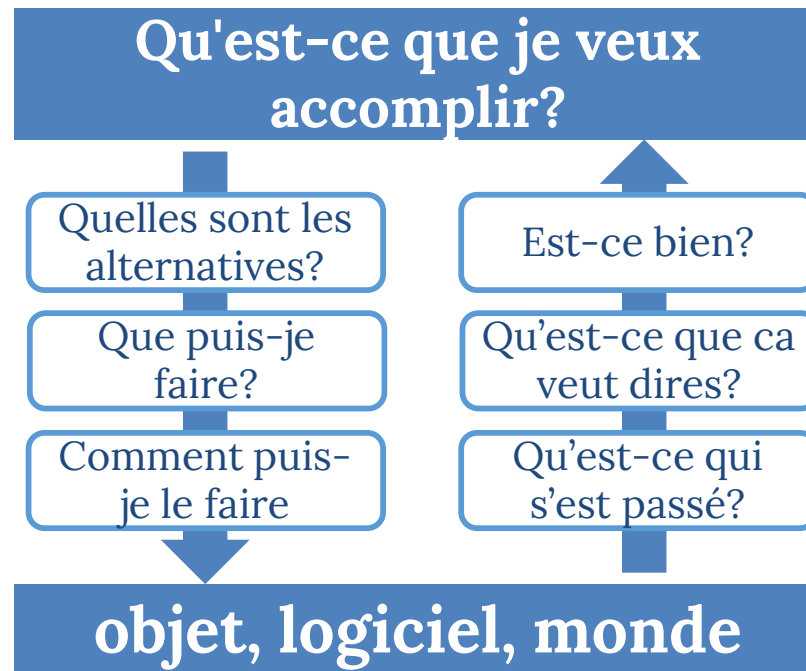 Qu'est-ce que je veux
accomplir?
Quelles sont les
alternatives?
Que puis-je
faire?
Comment puis-
je le faire
Est-ce bien?
Qu’est-ce que ca
veut dires?
Qu’est-ce qui
s’est passé?
objet, logiciel, monde